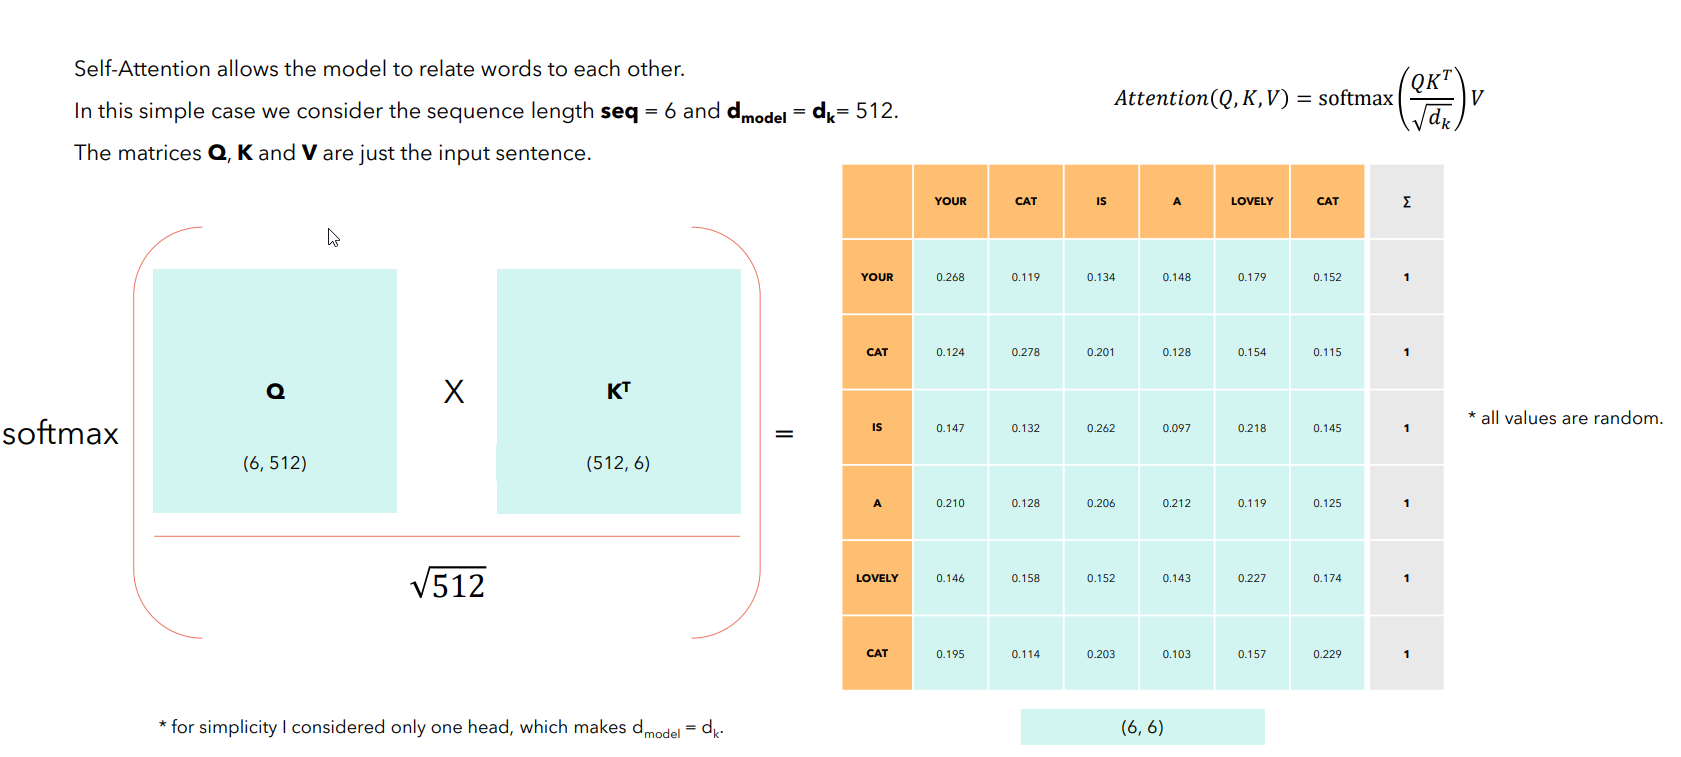 Self-Attention allows the model to relate words to each other.
In this simple case we consider the sequence length seq = 6 and dmodel = dk= 512.
The matrices Q, K and V are just the input sentence.
Attention(Q, K, V) = softmax(QK^T / √dk)V
softmax
Q
(6, 512)
X
K^T
(512, 6)
√512
=
YOUR CAT IS A LOVELY CAT Σ
YOUR 0.268 0.119 0.134 0.148 0.179 0.152 1
CAT 0.124 0.278 0.201 0.128 0.154 0.115 1
IS 0.147 0.132 0.262 0.097 0.218 0.145 1
A 0.210 0.128 0.206 0.212 0.119 0.125 1
LOVELY 0.146 0.158 0.152 0.143 0.227 0.174 1
CAT 0.195 0.114 0.203 0.103 0.157 0.229 1
* all values are random.
* for simplicity I considered only one head, which makes dmodel = dk.
(6, 6)